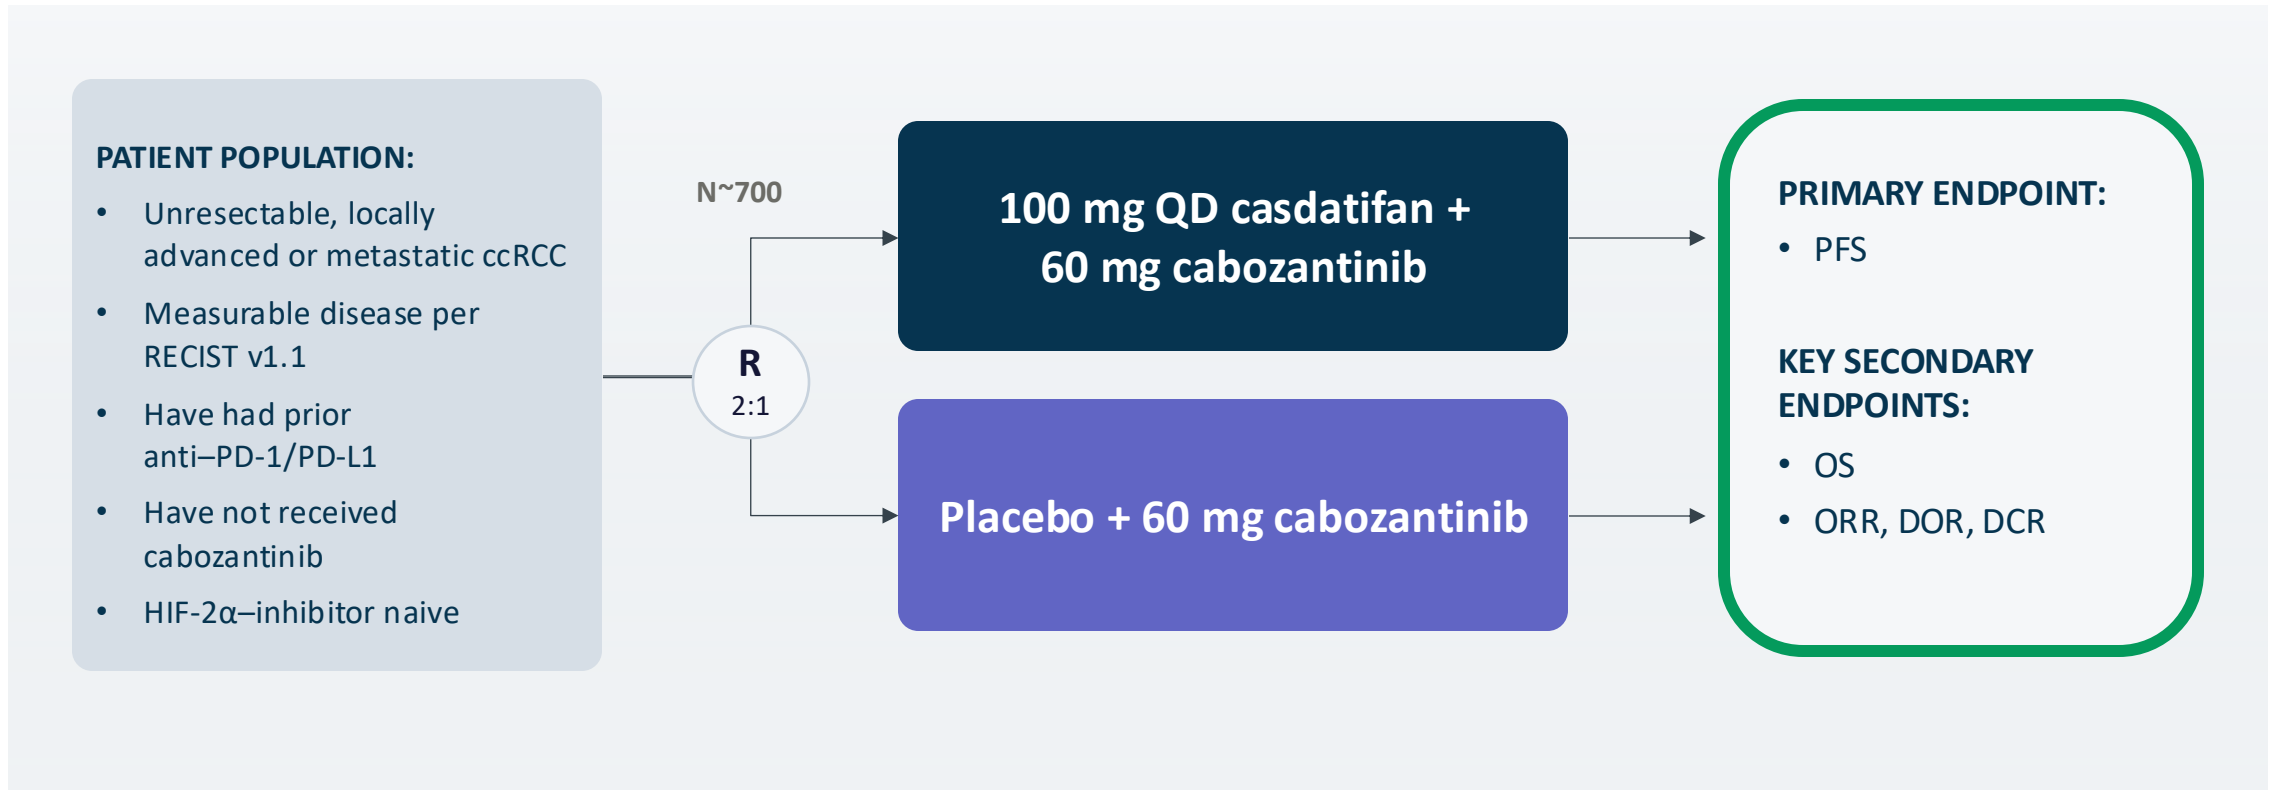 PATIENT POPULATION:
• Unresectable, locally
advanced or metastatic ccRCC
• Measurable disease per
RECIST v1.1
• Have had prior
anti–PD-1/PD-L1
• Have not received
cabozantinib
• HIF-2α–inhibitor naive
N~700
R
2:1
100 mg QD casdatifan +
60 mg cabozantinib
Placebo + 60 mg cabozantinib
PRIMARY ENDPOINT:
• PFS
KEY SECONDARY
ENDPOINTS:
• OS
• ORR, DOR, DCR